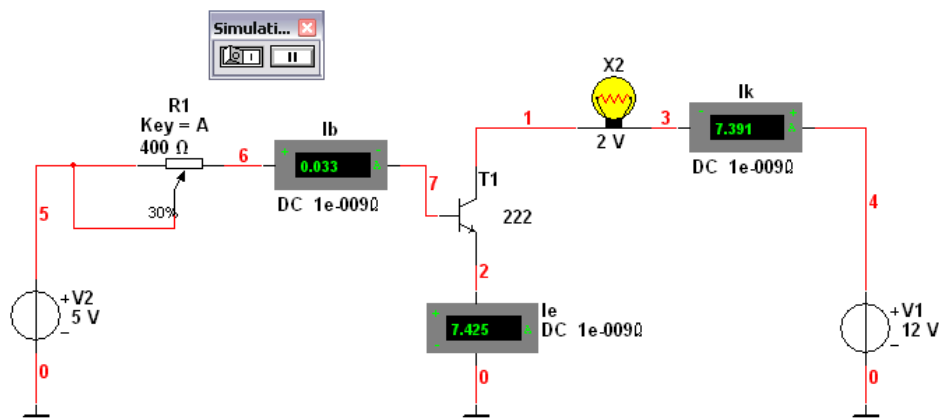 Simulati...
X2
Ik
- +
7.391 A
DC 1e-009Ω
R1
Key = A
400 Ω
30%
Ib
+ -
0.033 A
DC 1e-009Ω
1
2 V
3
6
7
T1
222
5
4
2
+ V2
5 V
-
Ie
+
7.425 A
-
DC 1e-009Ω
+ V1
12 V
-
0
0
0